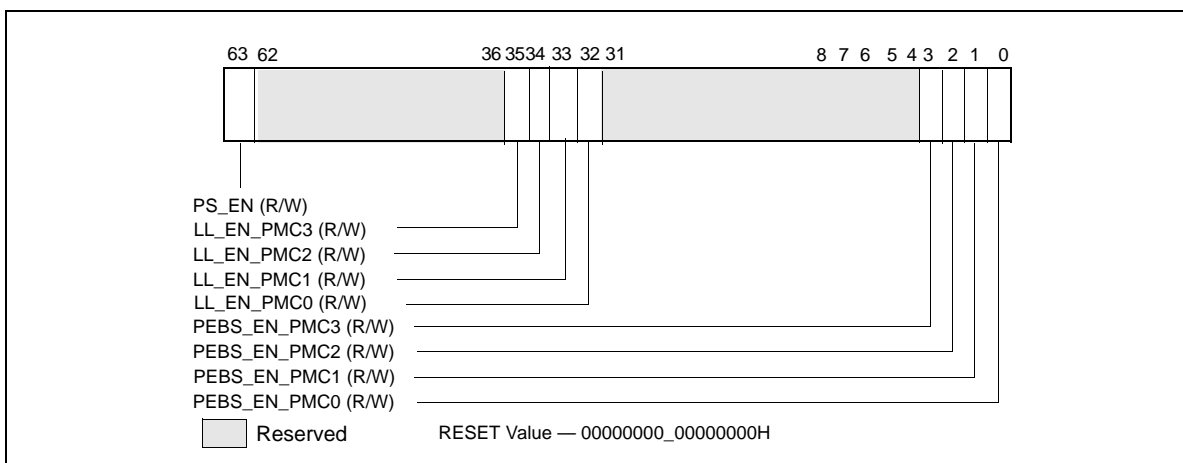 63 62 36 35 34 33 32 31 8 7 6 5 4 3 2 1 0
PS_EN (R/W)
LL_EN_PMC3 (R/W)
LL_EN_PMC2 (R/W)
LL_EN_PMC1 (R/W)
LL_EN_PMC0 (R/W)
PEBS_EN_PMC3 (R/W)
PEBS_EN_PMC2 (R/W)
PEBS_EN_PMC1 (R/W)
PEBS_EN_PMC0 (R/W)
Reserved RESET Value — 00000000_00000000H